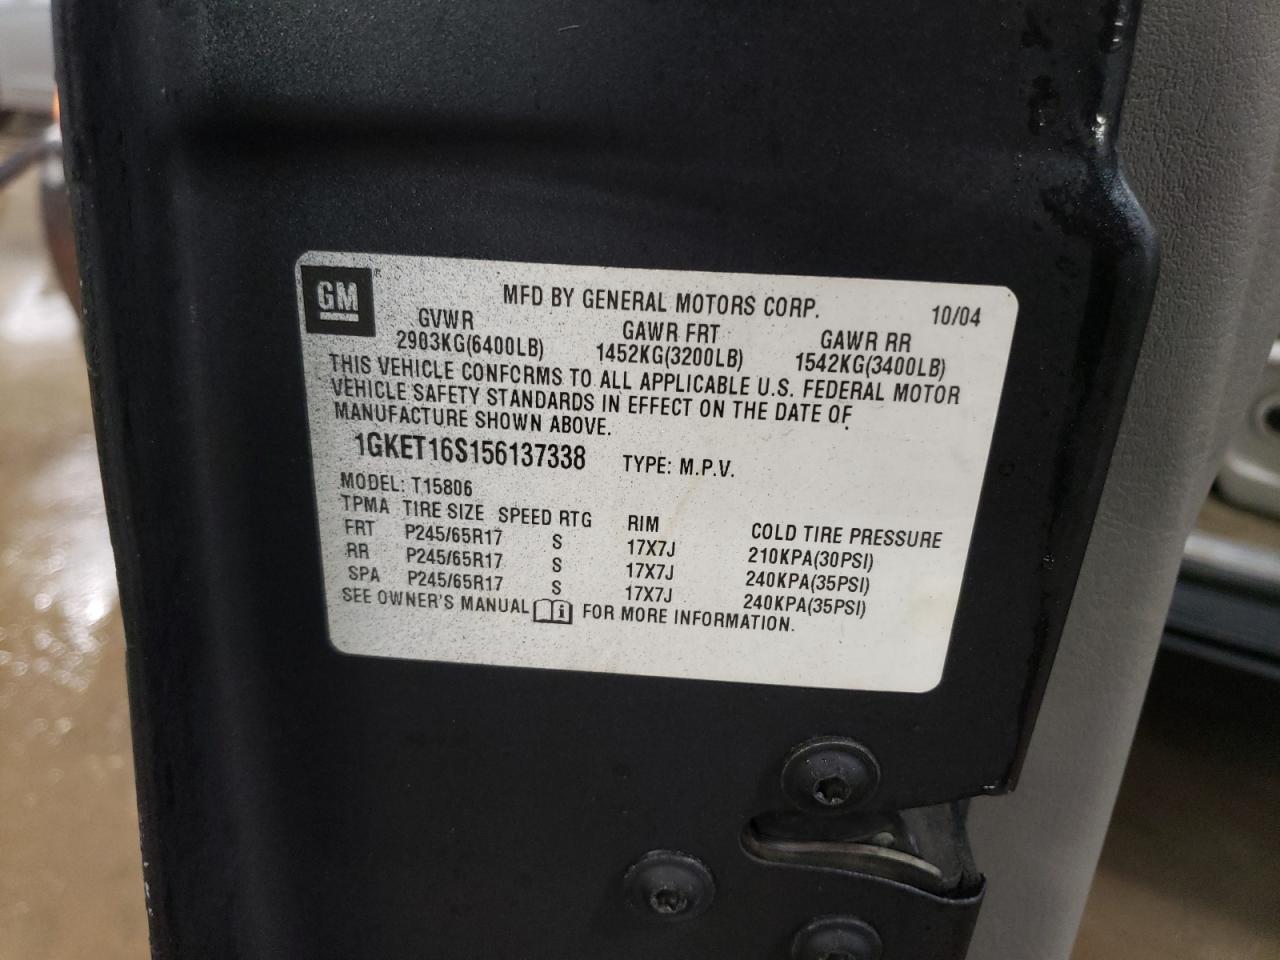 GM
MFD BY GENERAL MOTORS CORP. 10/04
GVWR GAWR FRT GAWR RR
2903KG(6400LB) 1452KG(3200LB) 1542KG(3400LB)
THIS VEHICLE CONFORMS TO ALL APPLICABLE U.S. FEDERAL MOTOR
VEHICLE SAFETY STANDARDS IN EFFECT ON THE DATE OF
MANUFACTURE SHOWN ABOVE.
1GKET16S156137338 TYPE: M.P.V.
MODEL: T15806
TPMA TIRE SIZE SPEED RTG RIM COLD TIRE PRESSURE
FRT P245/65R17 S 17X7J 210KPA(30PSI)
RR P245/65R17 S 17X7J 240KPA(35PSI)
SPA P245/65R17 S 17X7J 240KPA(35PSI)
SEE OWNER'S MANUAL i FOR MORE INFORMATION.